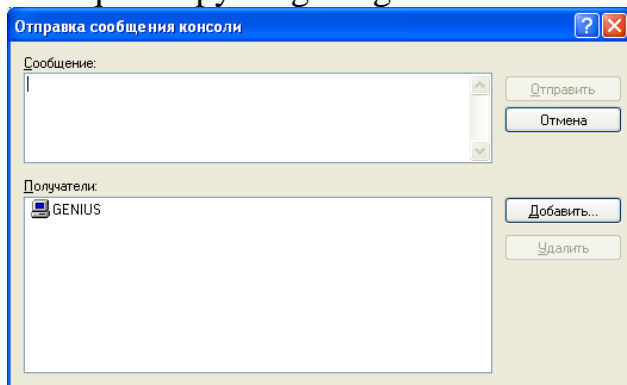 Отправка сообщения консоли
Сообщение:
Отправить
Отмена
Получатели:
GENIUS
Добавить...
Удалить